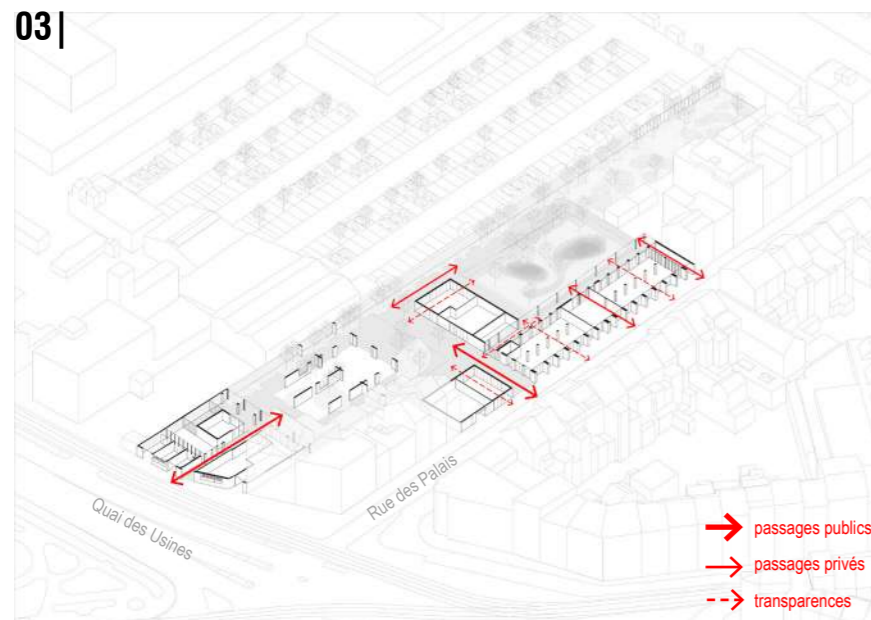 03|
Quai des Usines
Rue des Palais
passages publics
passages privés
transparences